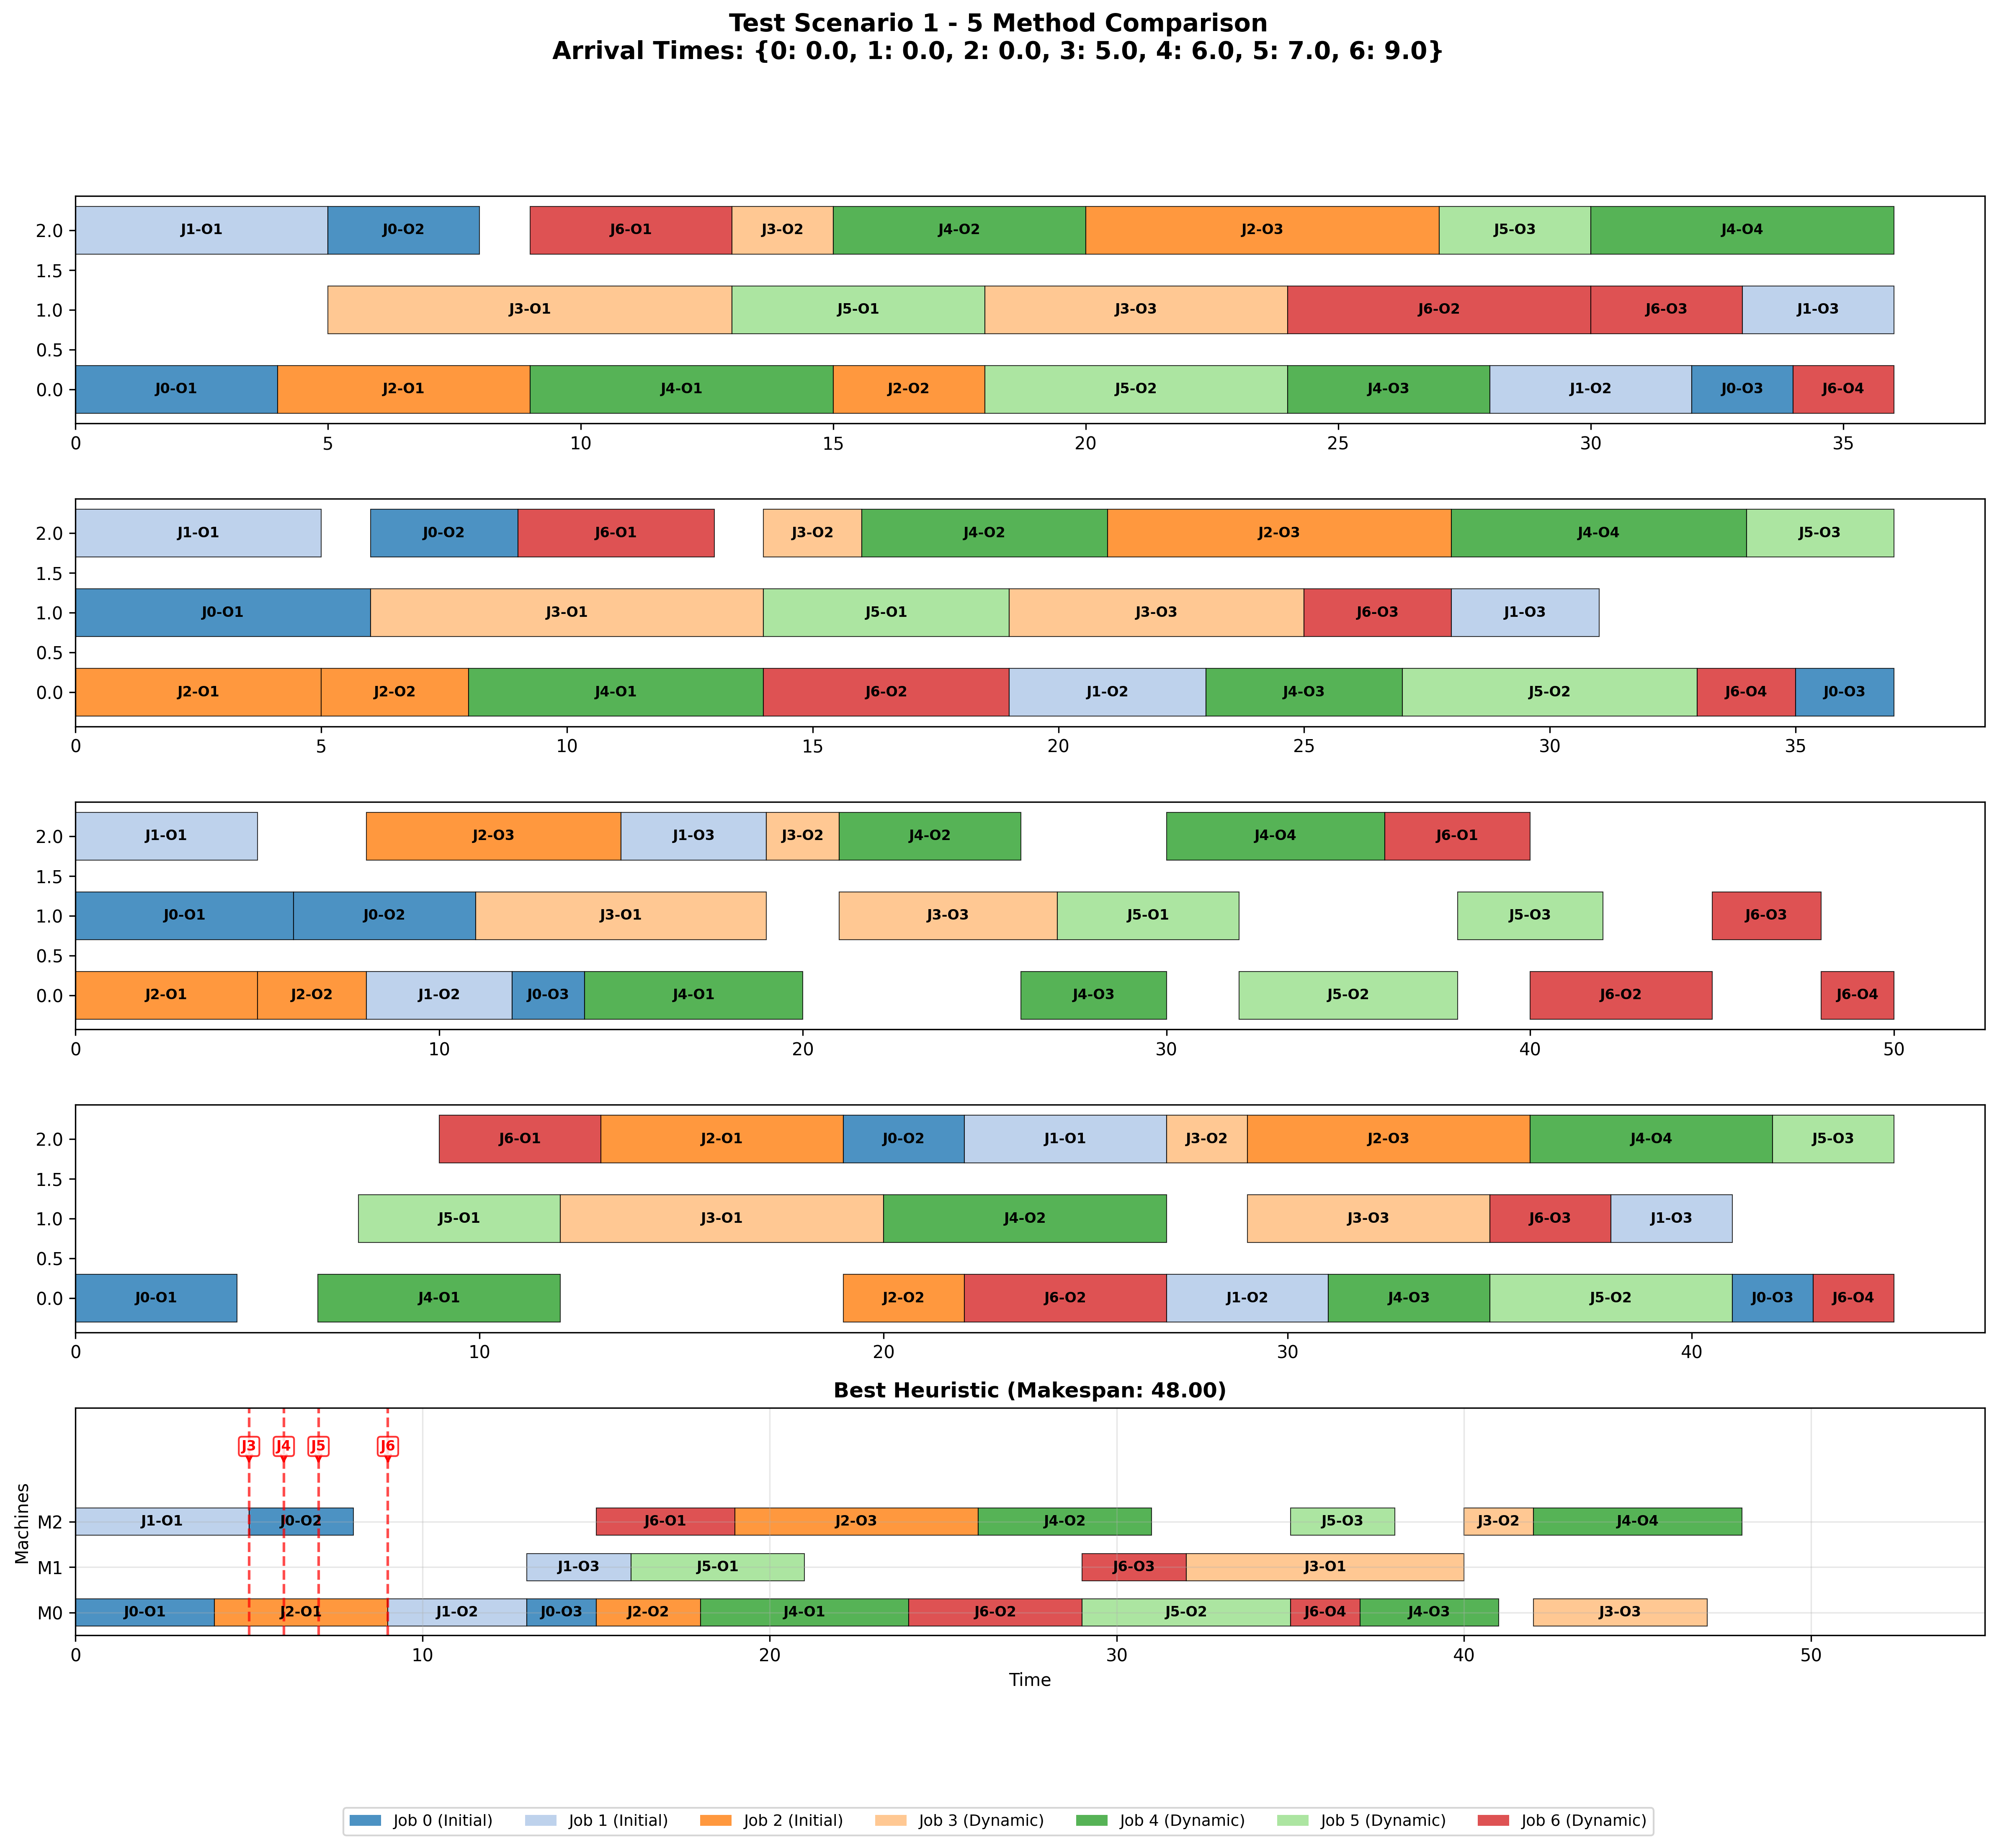 Test Scenario 1 - 5 Method Comparison
Arrival Times: {0: 0.0, 1: 0.0, 2: 0.0, 3: 5.0, 4: 6.0, 5: 7.0, 6: 9.0}
2.0 J1-O1 J0-O2 J6-O1 J3-O2 J4-O2 J2-O3 J5-O3 J4-O4
1.5
1.0 J3-O1 J5-O1 J3-O3 J6-O2 J6-O3 J1-O3
0.5
0.0 J0-O1 J2-O1 J4-O1 J2-O2 J5-O2 J4-O3 J1-O2 J0-O3 J6-O4
0 5 10 15 20 25 30 35
2.0 J1-O1 J0-O2 J6-O1 J3-O2 J4-O2 J2-O3 J4-O4 J5-O3
1.5
1.0 J0-O1 J3-O1 J5-O1 J3-O3 J6-O3 J1-O3
0.5
0.0 J2-O1 J2-O2 J4-O1 J6-O2 J1-O2 J4-O3 J5-O2 J6-O4 J0-O3
0 5 10 15 20 25 30 35
2.0 J1-O1 J2-O3 J1-O3 J3-O2 J4-O2 J4-O4 J6-O1
1.5
1.0 J0-O1 J0-O2 J3-O1 J3-O3 J5-O1 J5-O3 J6-O3
0.5
0.0 J2-O1 J2-O2 J1-O2 J0-O3 J4-O1 J4-O3 J5-O2 J6-O2 J6-O4
0 10 20 30 40 50
2.0 J6-O1 J2-O1 J0-O2 J1-O1 J3-O2 J2-O3 J4-O4 J5-O3
1.5
1.0 J5-O1 J3-O1 J4-O2 J3-O3 J6-O3 J1-O3
0.5
0.0 J0-O1 J4-O1 J2-O2 J6-O2 J1-O2 J4-O3 J5-O2 J0-O3 J6-O4
0 10 20 30 40
Best Heuristic (Makespan: 48.00)
J3 J4 J5 J6
Machines
M2 J1-O1 J0-O2 J6-O1 J2-O3 J4-O2 J5-O3 J3-O2 J4-O4
M1 J1-O3 J5-O1 J6-O3 J3-O1
M0 J0-O1 J2-O1 J1-O2 J0-O3 J2-O2 J4-O1 J6-O2 J5-O2 J6-O4 J4-O3 J3-O3
0 10 20 30 40 50
Time
Job 0 (Initial) Job 1 (Initial) Job 2 (Initial) Job 3 (Dynamic) Job 4 (Dynamic) Job 5 (Dynamic) Job 6 (Dynamic)